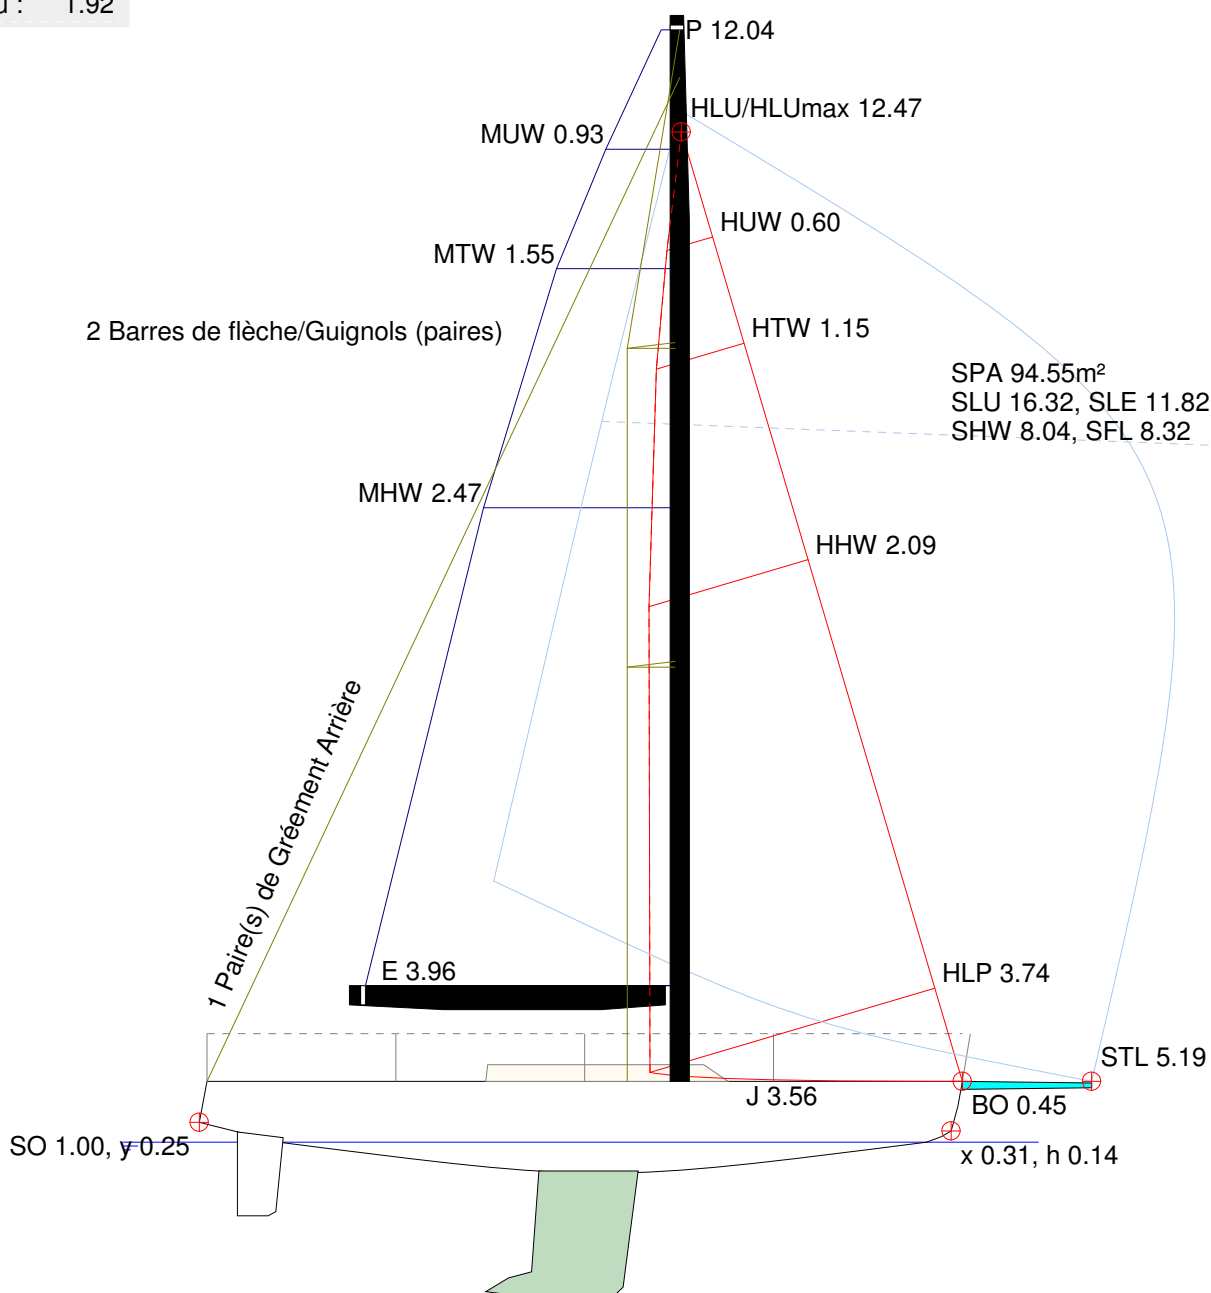 : 1.92
P 12.04
HLU/HLUmax 12.47
MUW 0.93
HUW 0.60
MTW 1.55
2 Barres de flèche/Guignols (paires)
HTW 1.15
SPA 94.55m²
SLU 16.32, SLE 11.82
SHW 8.04, SFL 8.32
MHW 2.47
HHW 2.09
1 Paire(s) de Gréement Arrière
E 3.96
HLP 3.74
STL 5.19
J 3.56
BO 0.45
SO 1.00, y 0.25
x 0.31, h 0.14